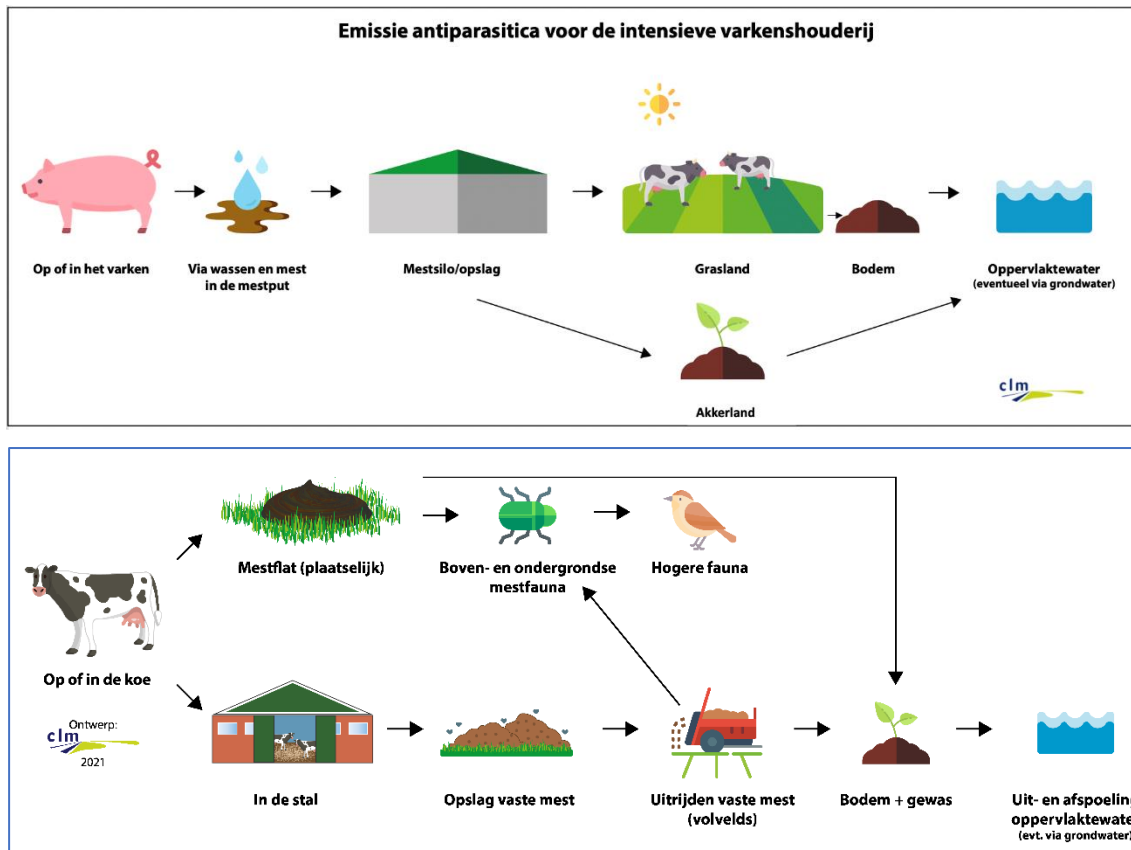 Emissie antiparasitica voor de intensieve varkenshouderij
Op of in het varken
Via wassen en mest
in de mestput
Mestsilo/opslag
Grasland
Bodem
Oppervlaktewater
(eventueel via grondwater)
Akkerland
clm
Mestflat (plaatselijk)
Boven- en ondergrondse
mestfauna
Hogere fauna
Op of in de koe
Ontwerp:
clm
2021
In de stal
Opslag vaste mest
Uitrijden vaste mest
(volvelds)
Bodem + gewas
Uit- en afspoeling
oppervlaktewate
(evt. via grondwater)